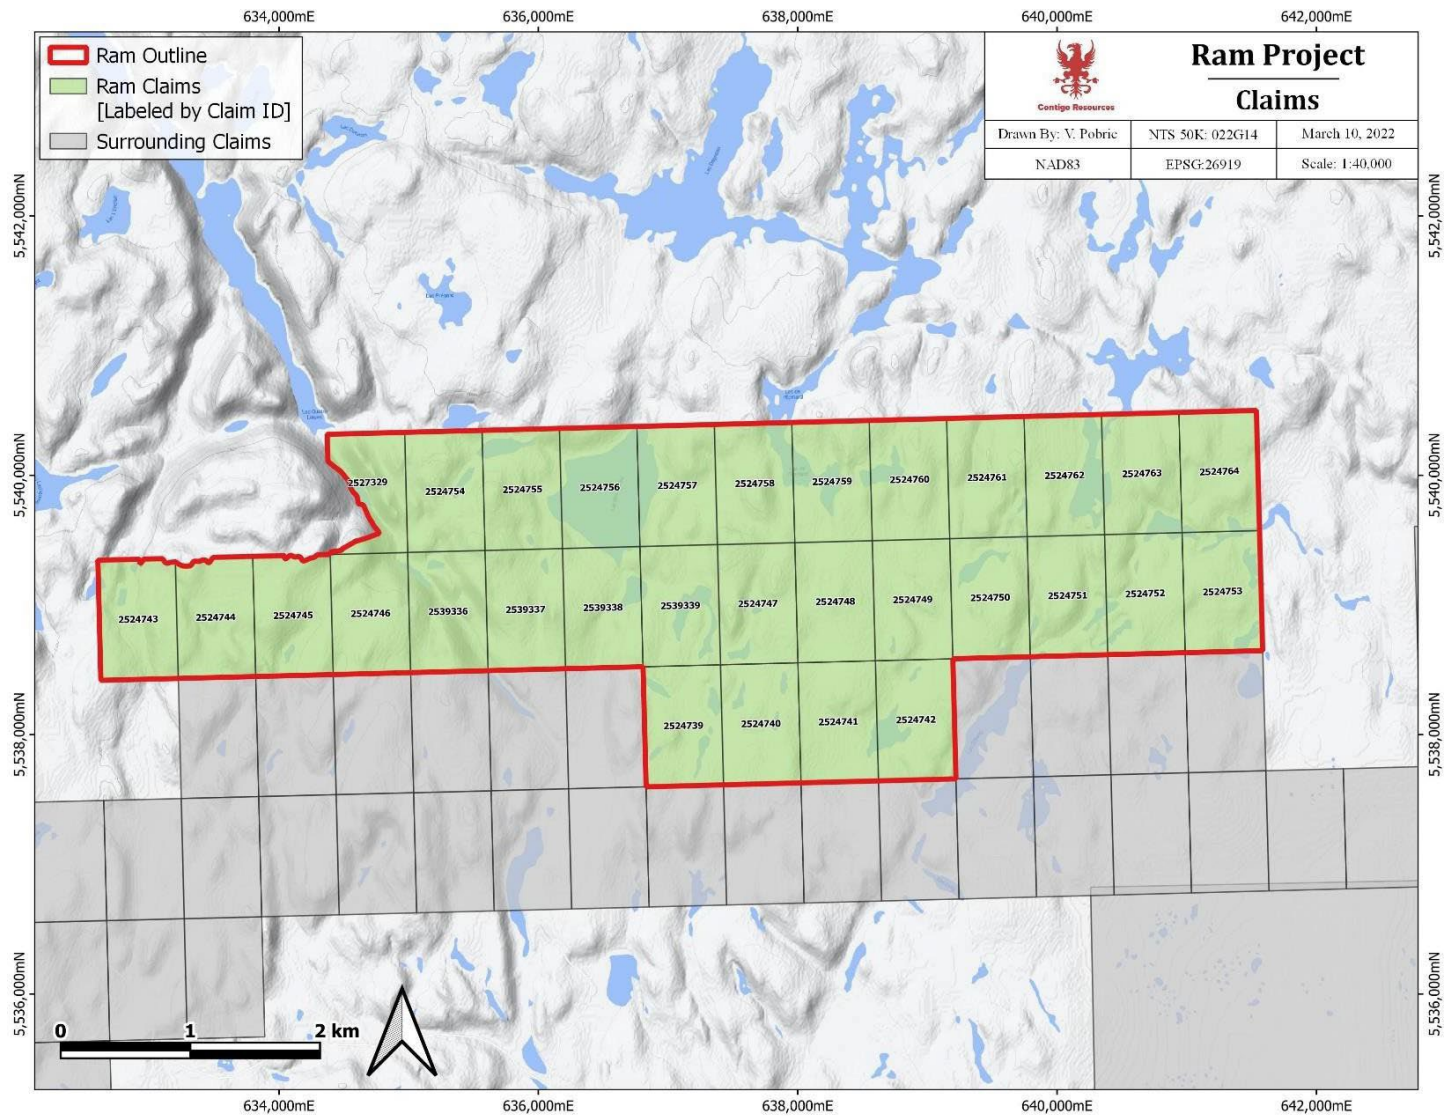 634,000mE 636,000mE 638,000mE 640,000mE 642,000mE
Ram Outline
Ram Claims
[Labeled by Claim ID]
Surrounding Claims
Contigo Resources
Ram Project
Claims
Drawn By: V. Pobric NTS 50K: 022G14 March 10, 2022
NAD83 EPSG:26919 Scale: 1:40,000
5,542,000mN 5,542,000mN
5,540,000mN 5,540,000mN
2527329 2524754 2524755 2524756 2524757 2524758 2524759 2524760 2524761 2524762 2524763 2524764
2524743 2524744 2524745 2524746 2539336 2539337 2539338 2539339 2524747 2524748 2524749 2524750 2524751 2524752 2524753
5,538,000mN 5,538,000mN
2524739 2524740 2524741 2524742
5,536,000mN 5,536,000mN
0 1 2 km
634,000mE 636,000mE 638,000mE 640,000mE 642,000mE